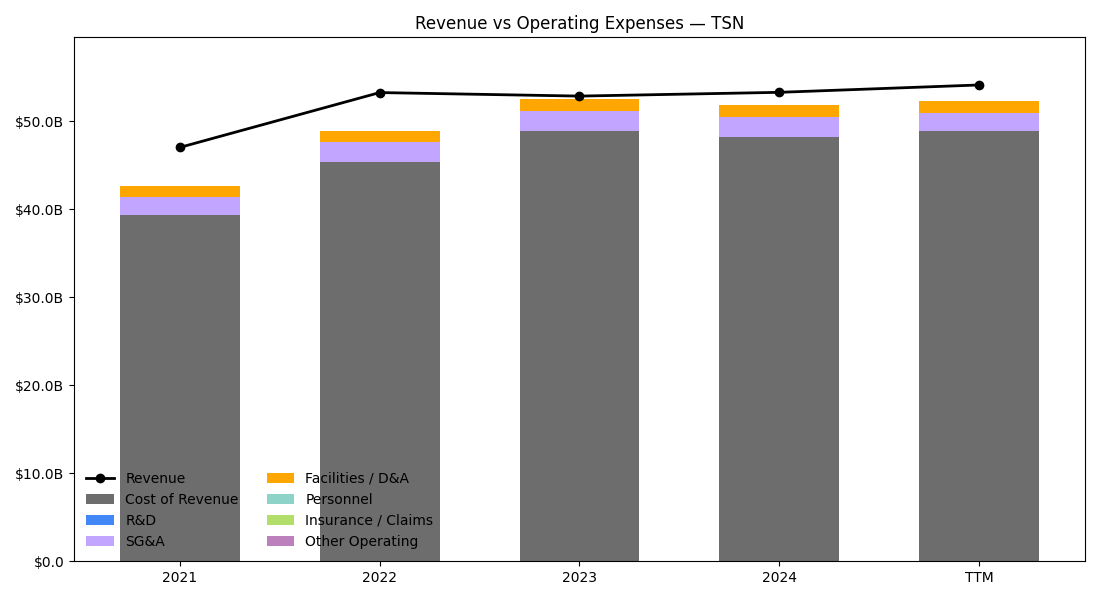 Revenue vs Operating Expenses — TSN
$50.0B
$40.0B
$30.0B
$20.0B
$10.0B
$0.0
Revenue
Cost of Revenue
R&D
SG&A
Facilities / D&A
Personnel
Insurance / Claims
Other Operating
2021
2022
2023
2024
TTM